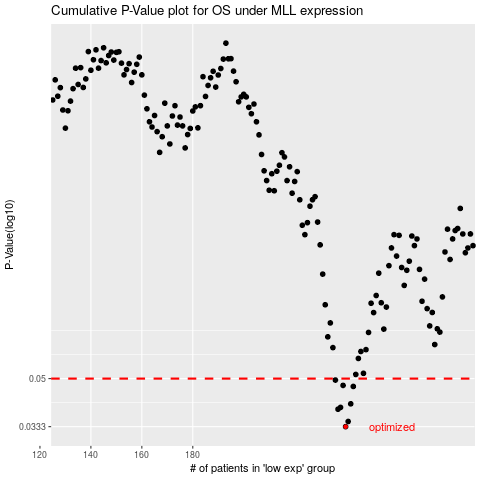 Cumulative P-Value plot for OS under MLL expression
P-Value(log10)
0.05
0.0333
optimized
120 140 160 180
# of patients in 'low exp' group